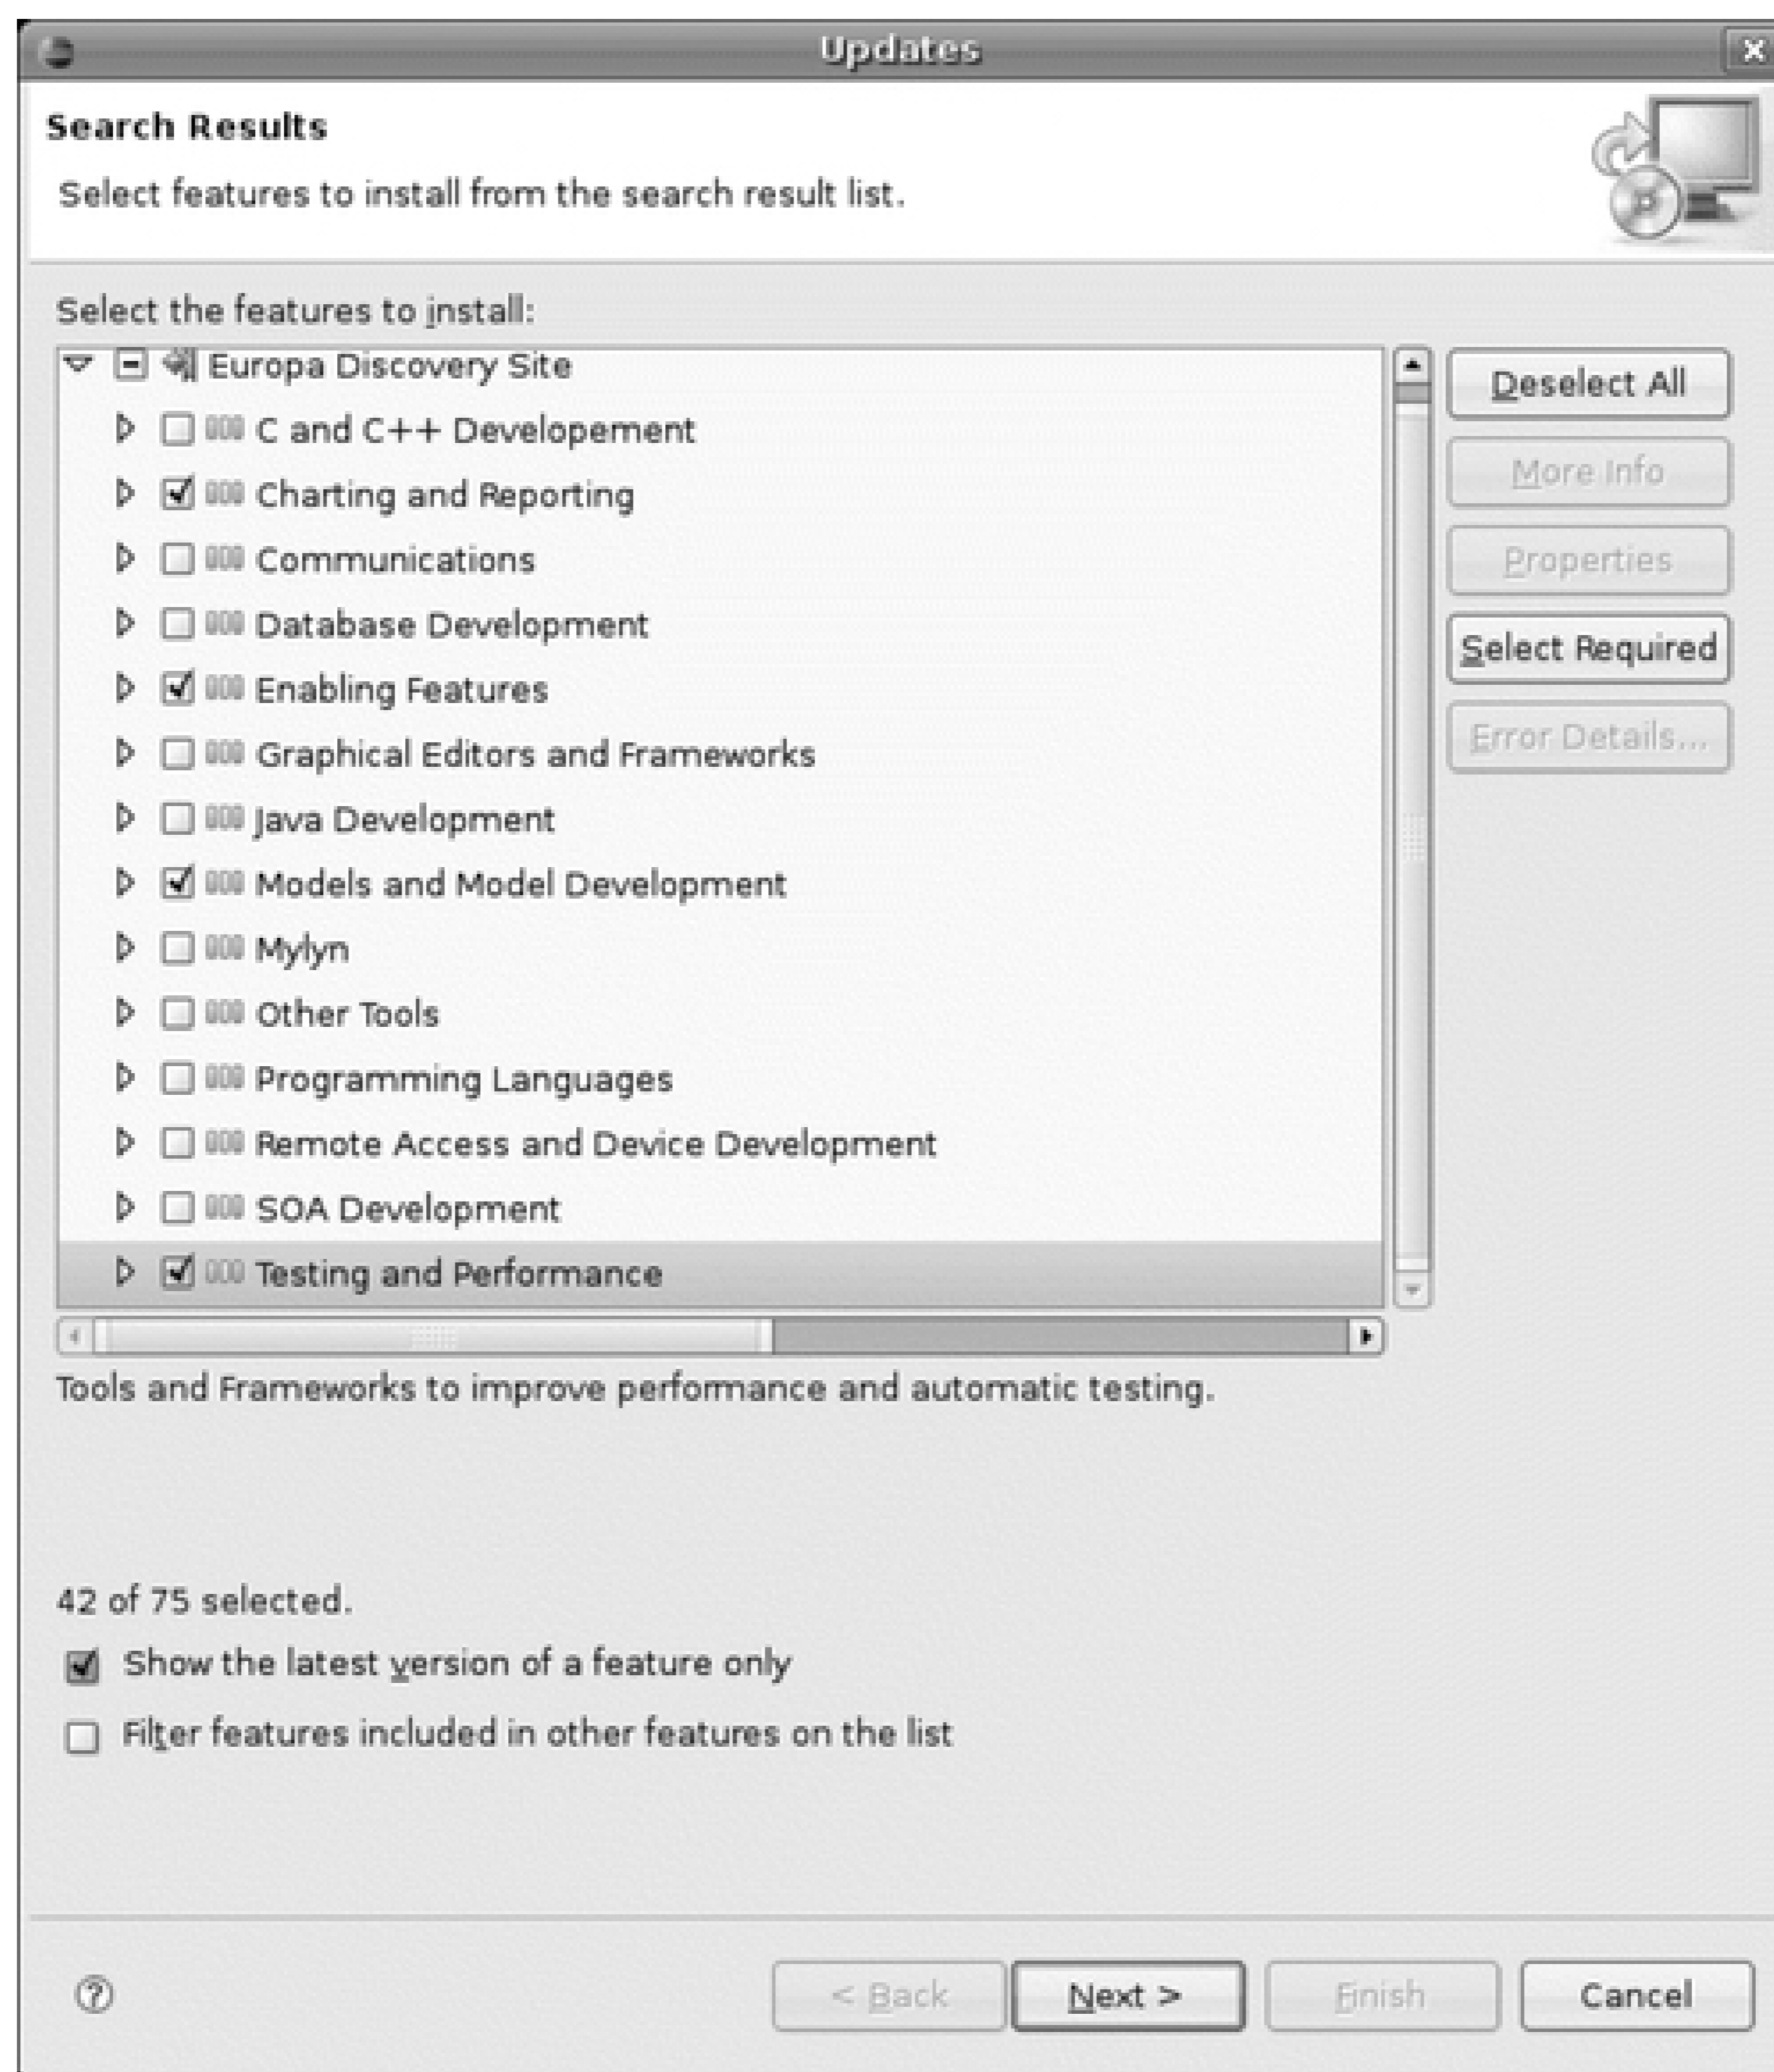 Updates
Search Results
Select features to install from the search result list.
Select the features to install:
Europa Discovery Site
C and C++ Developement
Charting and Reporting
Communications
Database Development
Enabling Features
Graphical Editors and Frameworks
Java Development
Models and Model Development
Mylyn
Other Tools
Programming Languages
Remote Access and Device Development
SOA Development
Testing and Performance
Deselect All
More Info
Properties
Select Required
Error Details...
Tools and Frameworks to improve performance and automatic testing.
42 of 75 selected.
Show the latest version of a feature only
Filter features included in other features on the list
?
< Back
Next >
Finish
Cancel